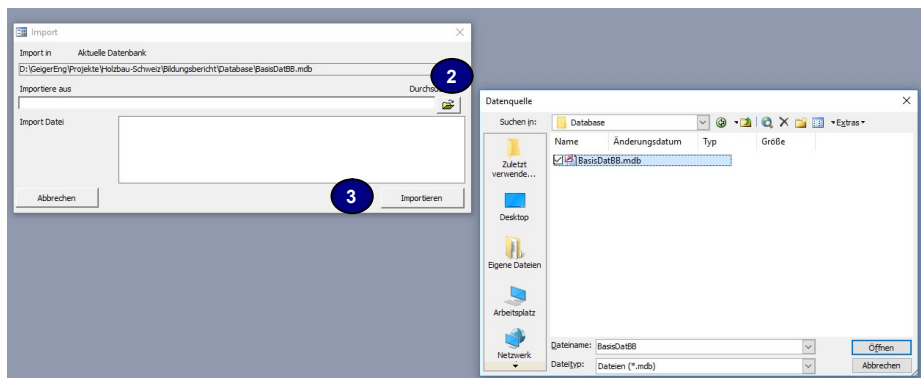 Import
Import in Aktuelle Datenbank
D:\GeigerEng\Projekte\Holzbau-Schweiz\Bildungsbericht\Database\BasisDatBB.mdb
2
Importiere aus
Import Datei
Abbrechen
3
Importieren
Datenquelle
Suchen in: Database
Extras
Name Änderungsdatum Typ Größe
BasisDatBB.mdb
Zuletzt
verwende...
Desktop
Eigene Dateien
Arbeitsplatz
Netzwerk
Dateiname: BasisDatBB
Öffnen
Dateityp: Dateien (*.mdb)
Abbrechen